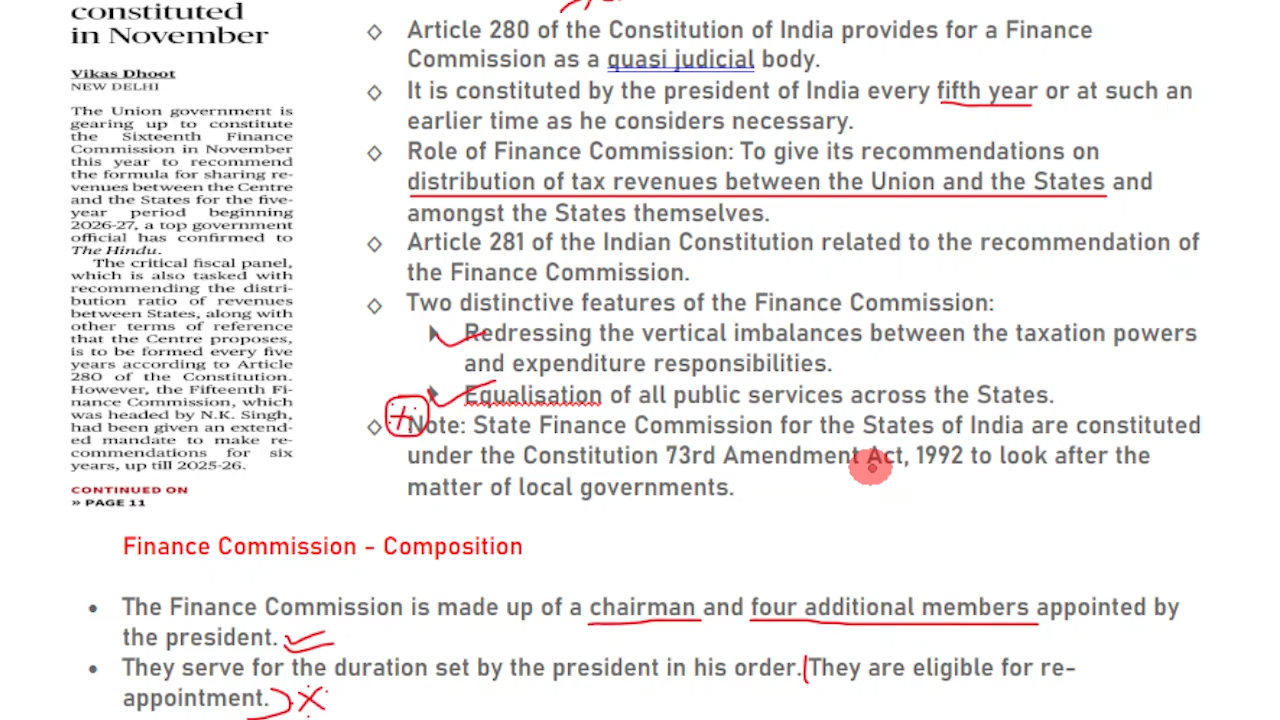 constituted
in November
Vikas Dhoot
NEW DELHI
The Union government is
gearing up to constitute
the Sixteenth Finance
Commission in November
this year to recommend
the formula for sharing re-
venues between the Centre
and the States for the five-
year period beginning
2026-27, a top government
official has confirmed to
The Hindu.
The critical fiscal panel,
which is also tasked with
recommending the distri-
bution ratio of revenues
between States, along with
other terms of reference
that the Centre proposes,
is to be formed every five
years according to Article
280 of the Constitution.
However, the Fifteenth Fi-
nance Commission, which
was headed by N.K. Singh,
had been given an extend-
ed mandate to make re-
commendations for six
years, up till 2025-26.
CONTINUED ON
» PAGE 11
◇ Article 280 of the Constitution of India provides for a Finance
Commission as a quasi judicial body.
◇ It is constituted by the president of India every fifth year or at such an
earlier time as he considers necessary.
◇ Role of Finance Commission: To give its recommendations on
distribution of tax revenues between the Union and the States and
amongst the States themselves.
◇ Article 281 of the Indian Constitution related to the recommendation of
the Finance Commission.
◇ Two distinctive features of the Finance Commission:
Redressing the vertical imbalances between the taxation powers
and expenditure responsibilities.
Equalisation of all public services across the States.
◇ Note: State Finance Commission for the States of India are constituted
under the Constitution 73rd Amendment Act, 1992 to look after the
matter of local governments.
Finance Commission - Composition
• The Finance Commission is made up of a chairman and four additional members appointed by
the president.
• They serve for the duration set by the president in his order. They are eligible for re-
appointment.